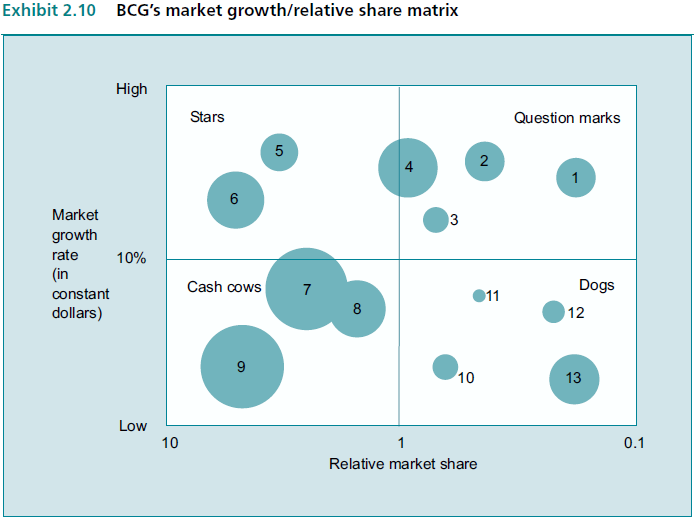 Exhibit 2.10 BCG's market growth/relative share matrix
High
Stars
Question marks
5
4
2
1
6
3
Market
growth
rate
(in
constant
dollars)
10%
Cash cows
7
8
11
Dogs
12
9
10
13
Low
10
1
0.1
Relative market share